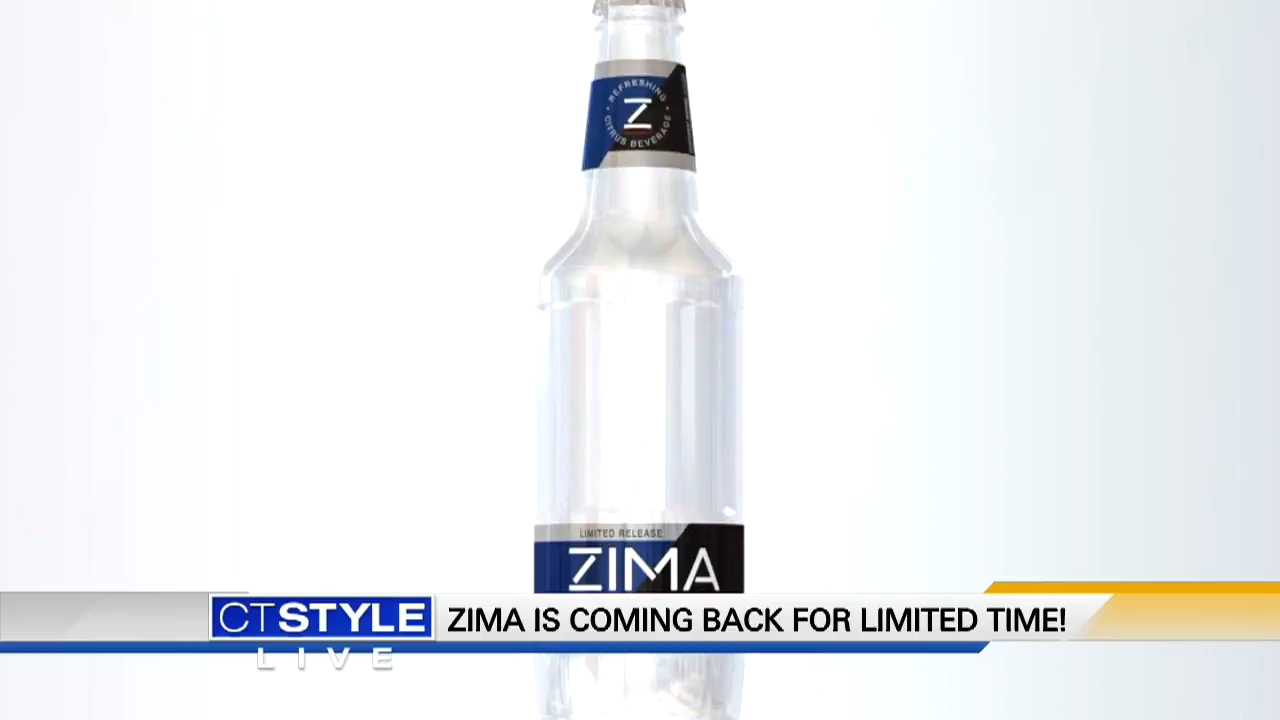 REFRESHING
Z
CITRUS BEVERAGE
LIMITED RELEASE
ZIMA
CT STYLE
ZIMA IS COMING BACK FOR LIMITED TIME!
LIVE